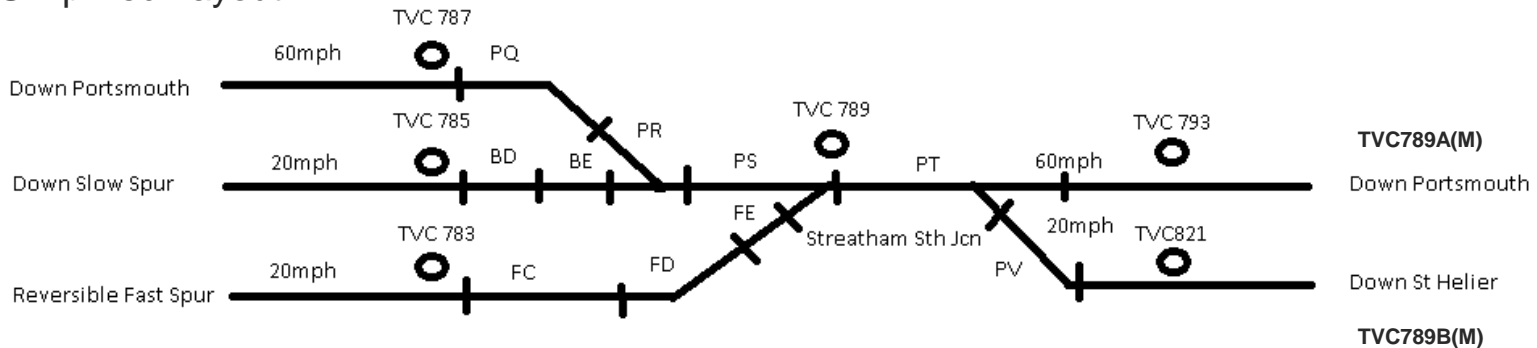 TVC 787
60mph PQ
Down Portsmouth
TVC 789
TVC 793
TVC 785
PR
TVC789A(M)
20mph BD BE PS PT 60mph
Down Slow Spur
Down Portsmouth
FE
20mph
TVC 783
Streatham Sth Jcn
TVC821
20mph FC FD PV
Reversible Fast Spur
Down St Helier
TVC789B(M)